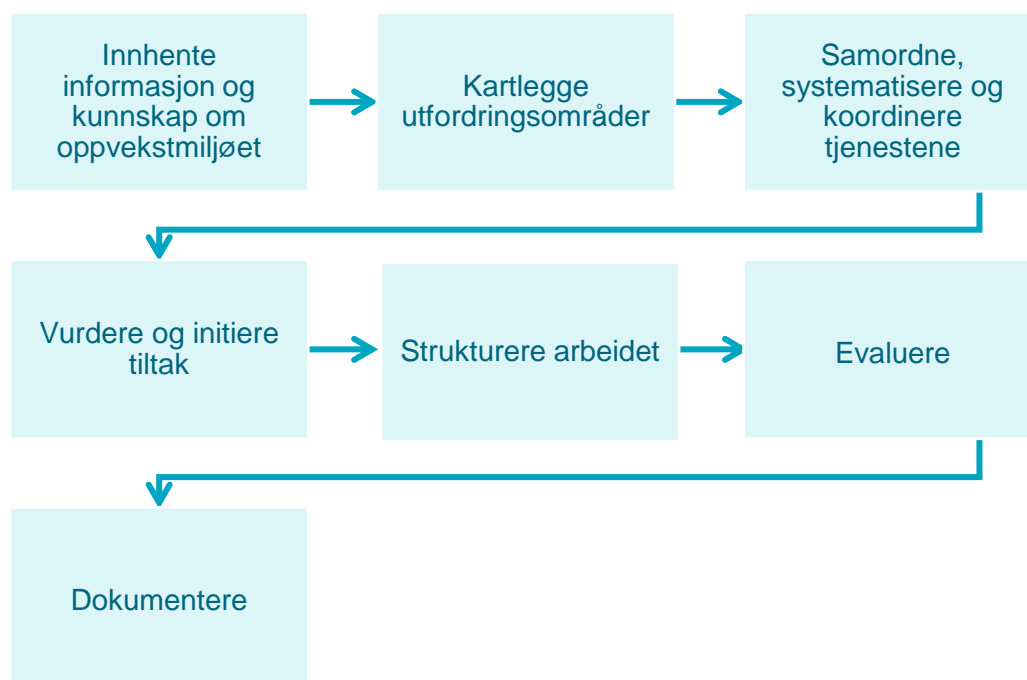 Innhente
informasjon og
kunnskap om
oppvekstmiljøet
Kartlegge
utfordringsområder
Samordne,
systematisere og
koordinere
tjenestene
Vurdere og initiere
tiltak
Strukturere arbeidet
Evaluere
Dokumentere